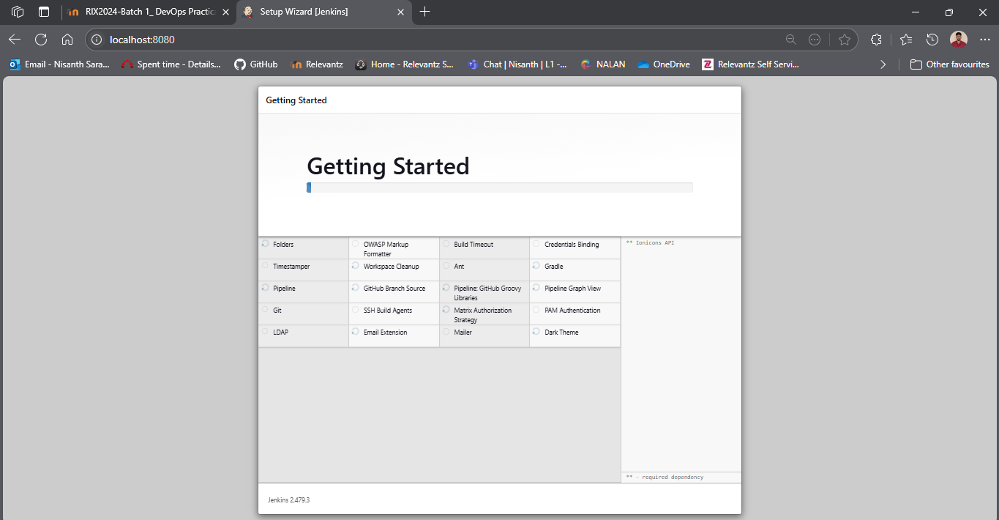 RIX2024-Batch 1_ DevOps Practic
Setup Wizard [Jenkins]
localhost:8080
Email - Nisanth Sara...
Spent time - Details...
GitHub
Relevantz
Home - Relevantz S...
Chat | Nisanth | L1 -...
NALAN
OneDrive
Relevantz Self Servi...
Other favourites
Getting Started
Getting Started
Folders
OWASP Markup
Formatter
Build Timeout
Credentials Binding
** Ionicons API
Timestamper
Workspace Cleanup
Ant
Gradle
Pipeline
GitHub Branch Source
Pipeline: GitHub Groovy
Libraries
Pipeline Graph View
Git
SSH Build Agents
Matrix Authorization
Strategy
PAM Authentication
LDAP
Email Extension
Mailer
Dark Theme
** - required dependency
Jenkins 2.479.3